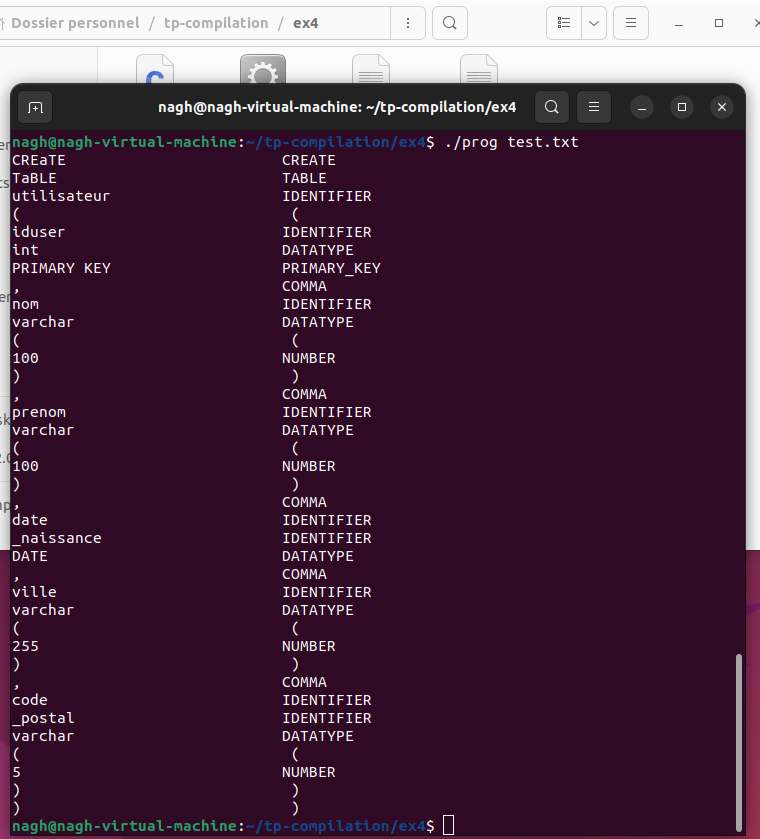 Dossier personnel / tp-compilation / ex4
nagh@nagh-virtual-machine: ~/tp-compilation/ex4
nagh@nagh-virtual-machine:~/tp-compilation/ex4$ ./prog test.txt
CREaTE CREATE
TaBLE TABLE
utilisateur IDENTIFIER
( (
iduser IDENTIFIER
int DATATYPE
PRIMARY KEY PRIMARY_KEY
, COMMA
nom IDENTIFIER
varchar DATATYPE
( (
100 NUMBER
) )
, COMMA
prenom IDENTIFIER
varchar DATATYPE
( (
100 NUMBER
) )
, COMMA
date IDENTIFIER
_naissance IDENTIFIER
DATE DATATYPE
, COMMA
ville IDENTIFIER
varchar DATATYPE
( (
255 NUMBER
) )
, COMMA
code IDENTIFIER
_postal IDENTIFIER
varchar DATATYPE
( (
5 NUMBER
) )
) )
nagh@nagh-virtual-machine:~/tp-compilation/ex4$